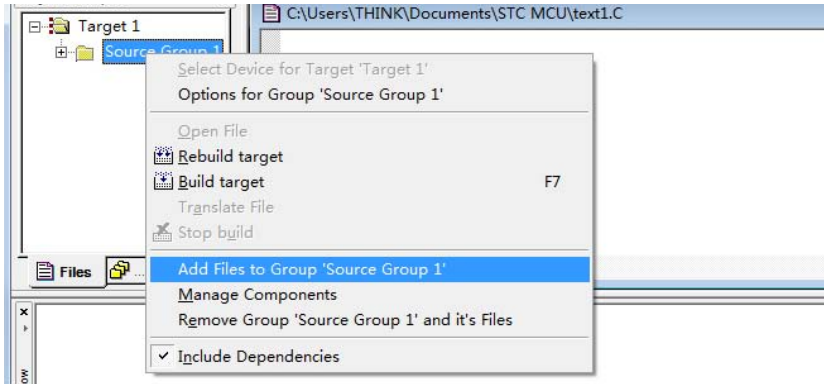 C:\Users\THINK\Documents\STC MCU\text1.C
Target 1
Source Group 1
Select Device for Target 'Target 1'
Options for Group 'Source Group 1'
Open File
Rebuild target
Build target F7
Translate File
Stop build
Add Files to Group 'Source Group 1'
Manage Components
Remove Group 'Source Group 1' and it's Files
Include Dependencies
Files ...